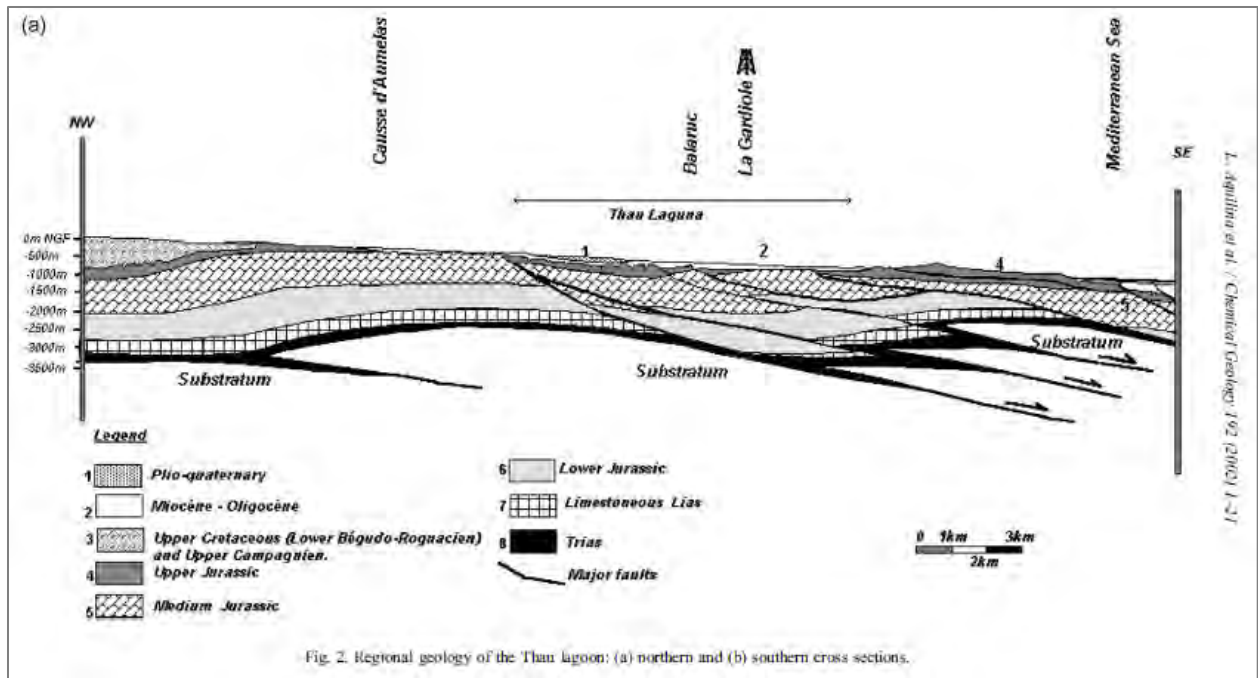 (a)
NW
Causse d'Aumelas
Balaruc
La Gardiole
Mediterranean Sea
SE
Thau Laguna
0m NGF
-500m
-1000m
-1500m
-2000m
-2500m
-3000m
-3500m
1
2
4
5
Substratum
Substratum
Substratum
L. Aquilina et al. / Chemical Geology 192 (2002) 1-21
Legend
1 Plio-quaternary
2 Miocène - Oligocène
3 Upper Cretaceous (Lower Bégudo-Rognacien)
and Upper Campagnien.
4 Upper Jurassic
5 Medium Jurassic
6 Lower Jurassic
7 Limestoneous Lias
8 Trias
Major faults
0 1km 3km
2km
Fig. 2. Regional geology of the Thau lagoon: (a) northern and (b) southern cross sections.